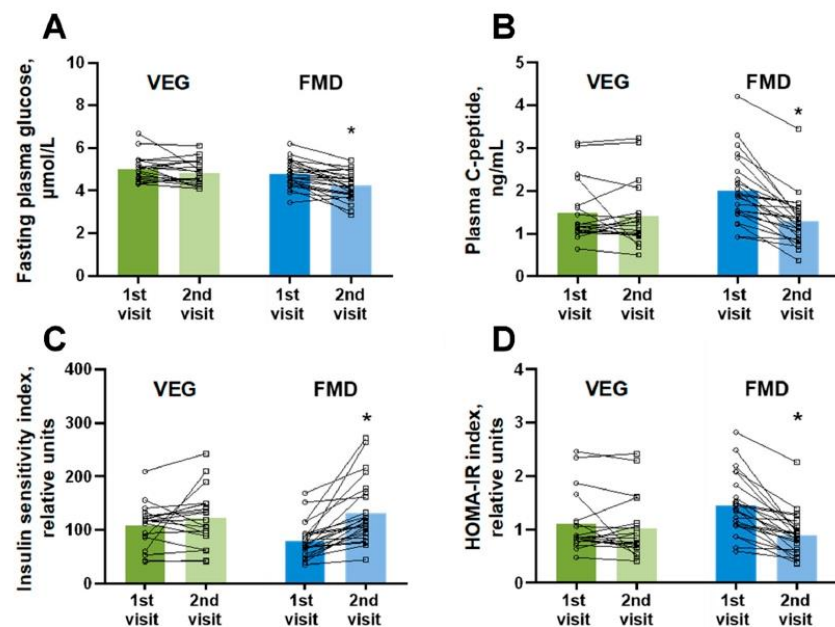 A
Fasting plasma glucose,
µmol/L
10
8
6
4
2
0
VEG
FMD
*
1st
visit
2nd
visit
1st
visit
2nd
visit
B
Plasma C-peptide,
ng/mL
5
4
3
2
1
0
VEG
FMD
*
1st
visit
2nd
visit
1st
visit
2nd
visit
C
Insulin sensitivity index,
relative units
400
300
200
100
0
VEG
FMD
*
1st
visit
2nd
visit
1st
visit
2nd
visit
D
HOMA-IR index,
relative units
4
3
2
1
0
VEG
FMD
*
1st
visit
2nd
visit
1st
visit
2nd
visit